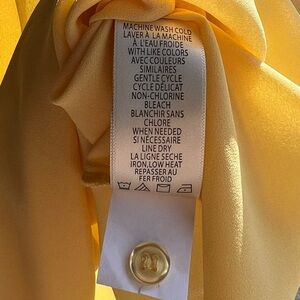 MACHINE WASH COLD
LAVER À LA MACHINE
À L'EAU FROIDE
WITH LIKE COLORS
AVEC COULEURS
SIMILAIRES
GENTLE CYCLE
CYCLE DÉLICAT
NON-CHLORINE
BLEACH
BLANCHIR SANS
CHLORE
WHEN NEEDED
SI NÉCESSAIRE
LINE DRY
LA LIGNE SECHE
IRON,LOW HEAT
REPASSER AU
FER FROID